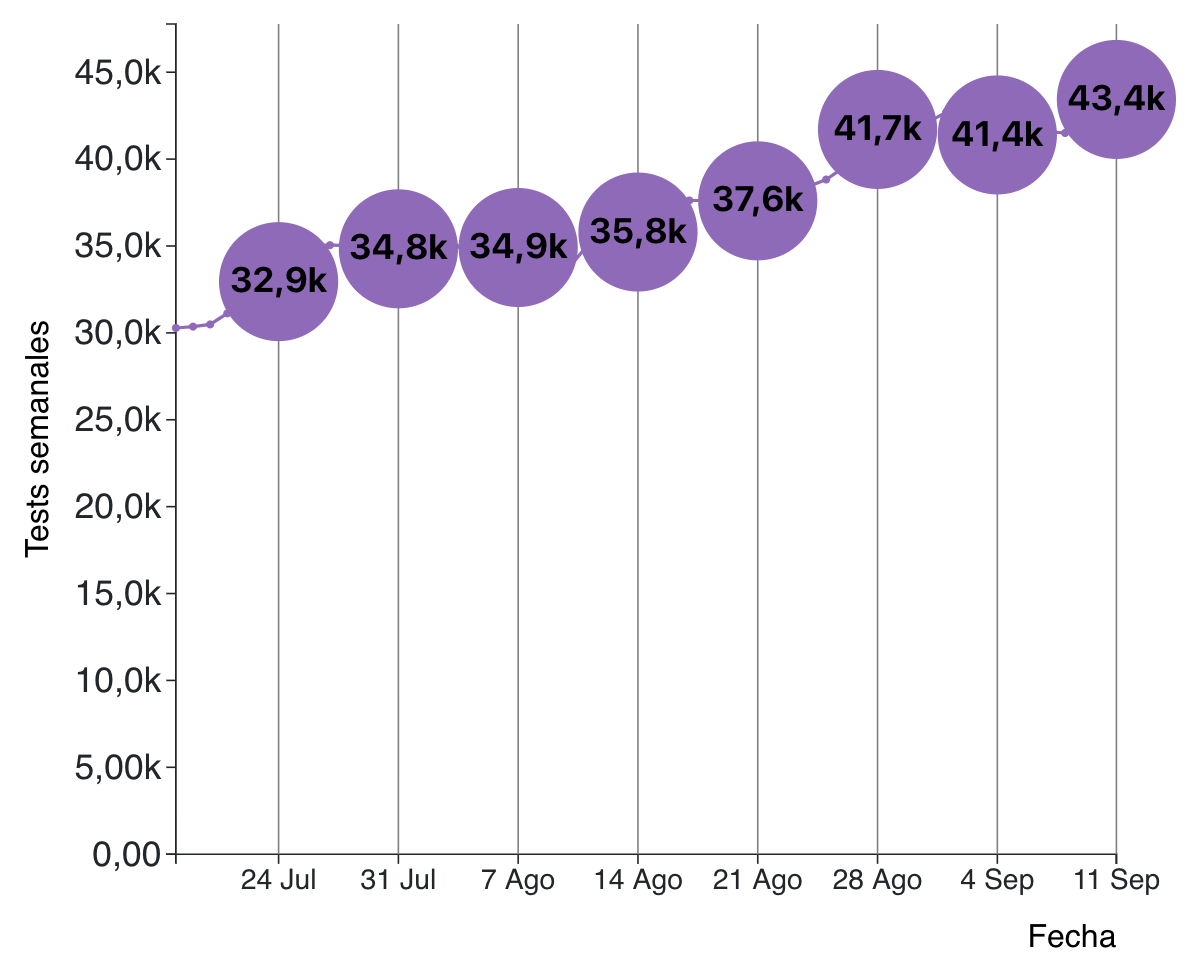 45,0k
40,0k
35,0k
30,0k
25,0k
20,0k
15,0k
10,0k
5,00k
0,00
Tests semanales
32,9k
34,8k
34,9k
35,8k
37,6k
41,7k
41,4k
43,4k
24 Jul
31 Jul
7 Ago
14 Ago
21 Ago
28 Ago
4 Sep
11 Sep
Fecha